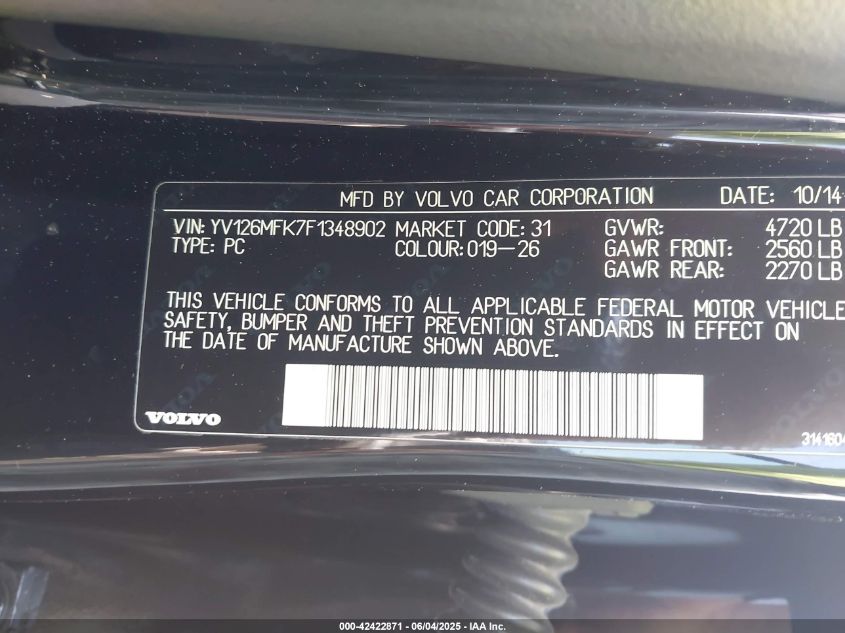 MFD BY VOLVO CAR CORPORATION DATE: 10/14
VIN: YV126MFK7F1348902 MARKET CODE: 31 GVWR: 4720 LB
TYPE: PC COLOUR: 019-26 GAWR FRONT: 2560 LB
GAWR REAR: 2270 LB
THIS VEHICLE CONFORMS TO ALL APPLICABLE FEDERAL MOTOR VEHICLE
SAFETY, BUMPER AND THEFT PREVENTION STANDARDS IN EFFECT ON
THE DATE OF MANUFACTURE SHOWN ABOVE.
VOLVO
314160
000-42422871 | 06/04/2025 - IAA Inc.